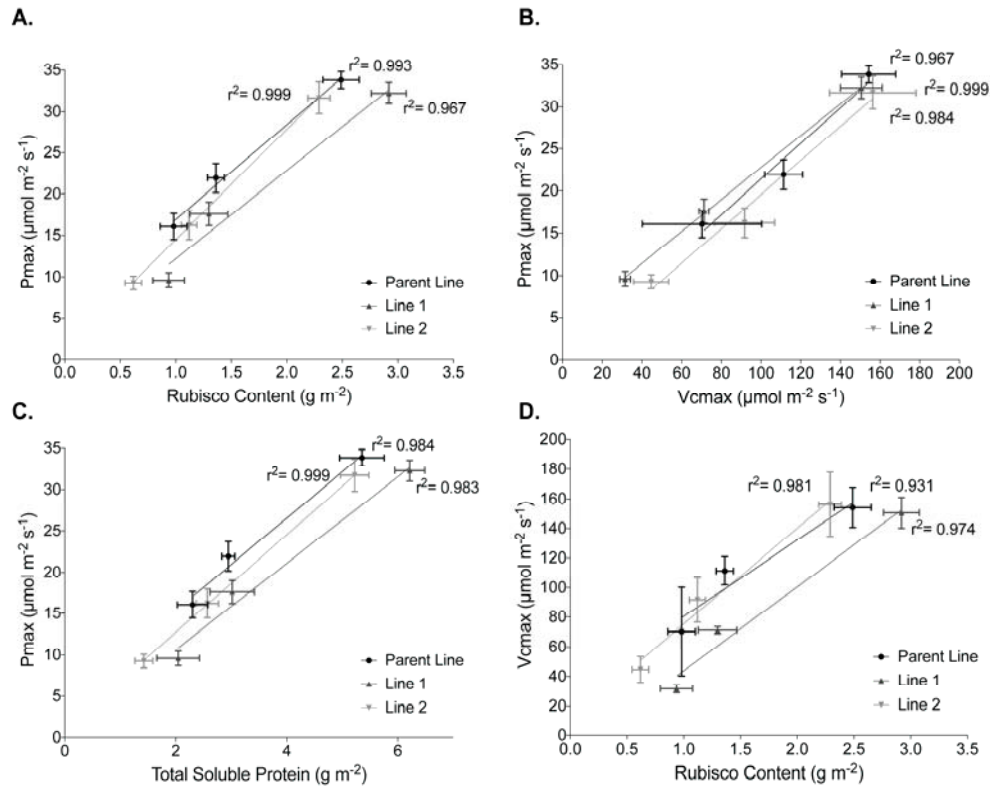 A.
r²= 0.993
r²= 0.999
r²= 0.967
35
30
25
20
15
10
5
0
Pmax (µmol m-2 s-1)
Parent Line
Line 1
Line 2
0.0 0.5 1.0 1.5 2.0 2.5 3.0 3.5
Rubisco Content (g m-2)
B.
r²= 0.967
r²= 0.999
r²= 0.984
35
30
25
20
15
10
5
0
Pmax (µmol m-2 s-1)
Parent Line
Line 1
Line 2
0 20 40 60 80 100 120 140 160 180 200
Vcmax (µmol m-2 s-1)
C.
r²= 0.984
r²= 0.999
r²= 0.983
35
30
25
20
15
10
5
0
Pmax (µmol m-2 s-1)
Parent Line
Line 1
Line 2
0 2 4 6
Total Soluble Protein (g m-2)
D.
r²= 0.981
r²= 0.931
r²= 0.974
200
180
160
140
120
100
80
60
40
20
0
Vcmax (µmol m-2 s-1)
Parent Line
Line 1
Line 2
0.0 0.5 1.0 1.5 2.0 2.5 3.0 3.5
Rubisco Content (g m-2)